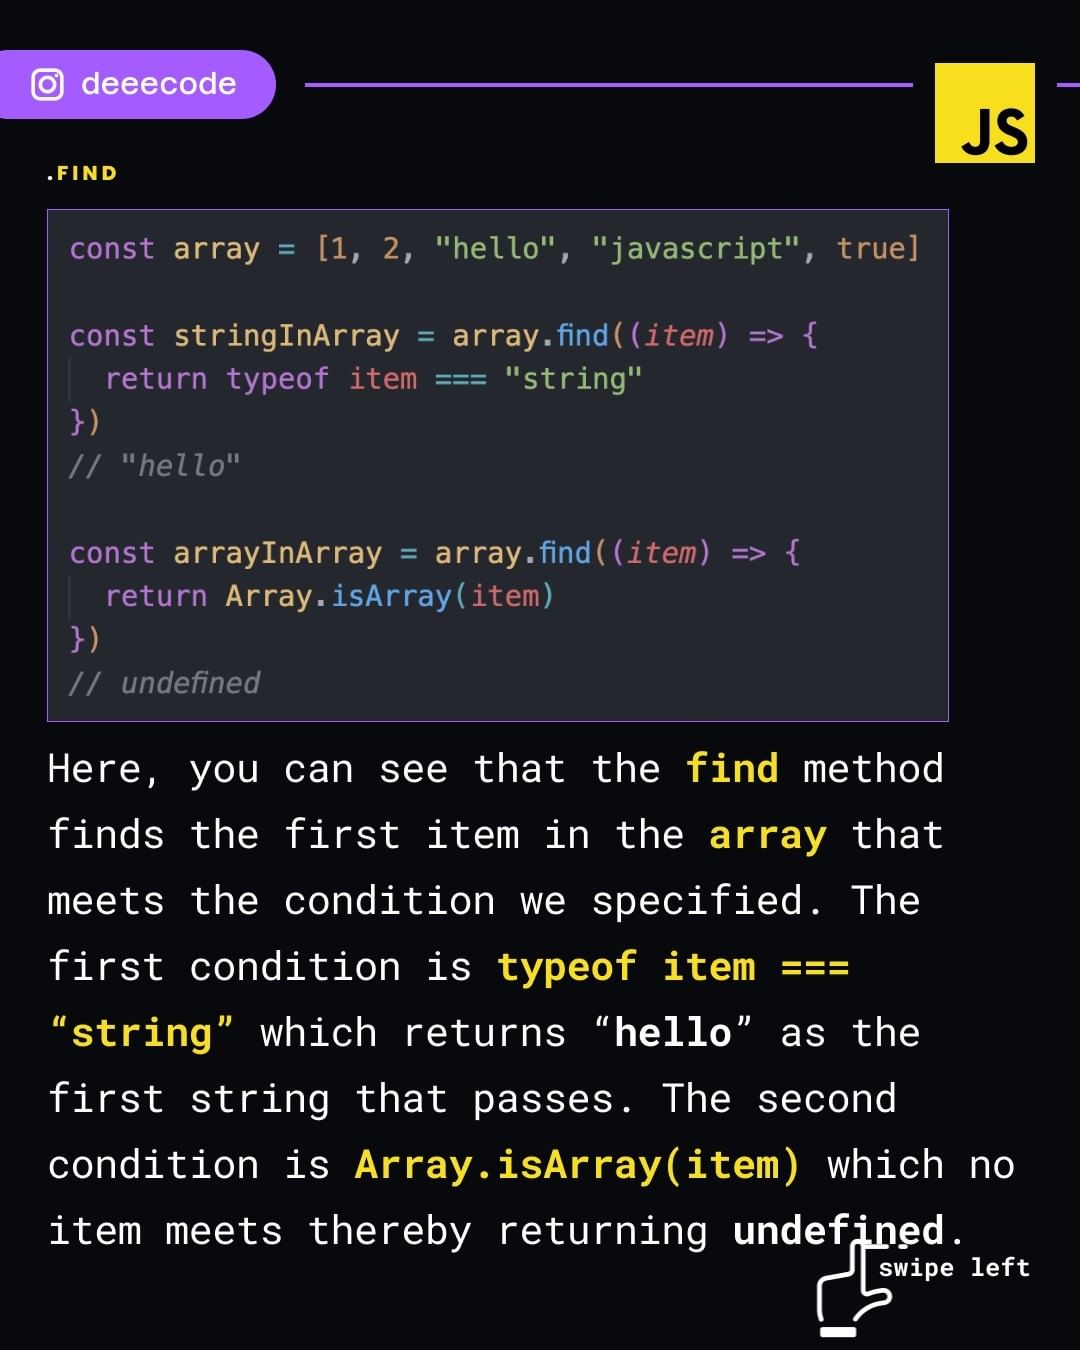 deeecode
JS
.FIND
const array = [1, 2, "hello", "javascript", true]
const stringInArray = array.find((item) => {
return typeof item === "string"
})
// "hello"
const arrayInArray = array.find((item) => {
return Array.isArray(item)
})
// undefined
Here, you can see that the find method
finds the first item in the array that
meets the condition we specified. The
first condition is typeof item ===
“string” which returns “hello” as the
first string that passes. The second
condition is Array.isArray(item) which no
item meets thereby returning undefined.
swipe left